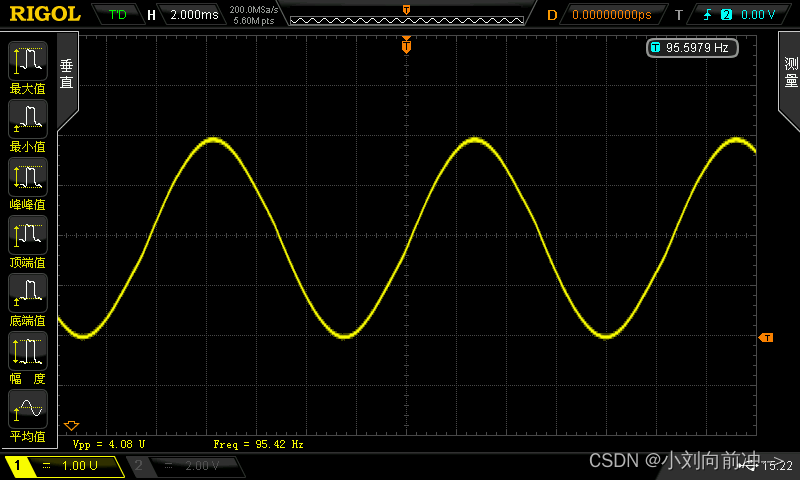 RIGOL T'D H 2.000ms 200.0MSa/s 5.60M pts T D 0.00000000ps T 2 0.00 V
T 95.5979 Hz
T
垂直
测量
最大值
最小值
峰峰值
顶端值
底端值
幅 度
平均值
T
Vpp = 4.08 U Freq = 95.42 Hz
1 1.00 U 2 2.00 V 15:22
CSDN @小刘向前冲-->